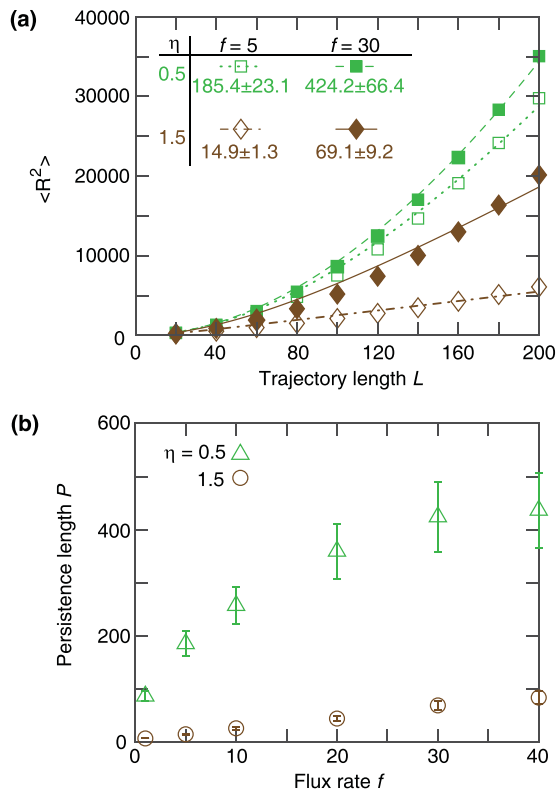 (a)
40000
30000
20000
10000
0
<R²>
η f = 5 f = 30
0.5
185.4±23.1 424.2±66.4
1.5
14.9±1.3 69.1±9.2
0 40 80 120 160 200
Trajectory length L
(b)
600
400
200
0
Persistence length P
η = 0.5
1.5
0 10 20 30 40
Flux rate f